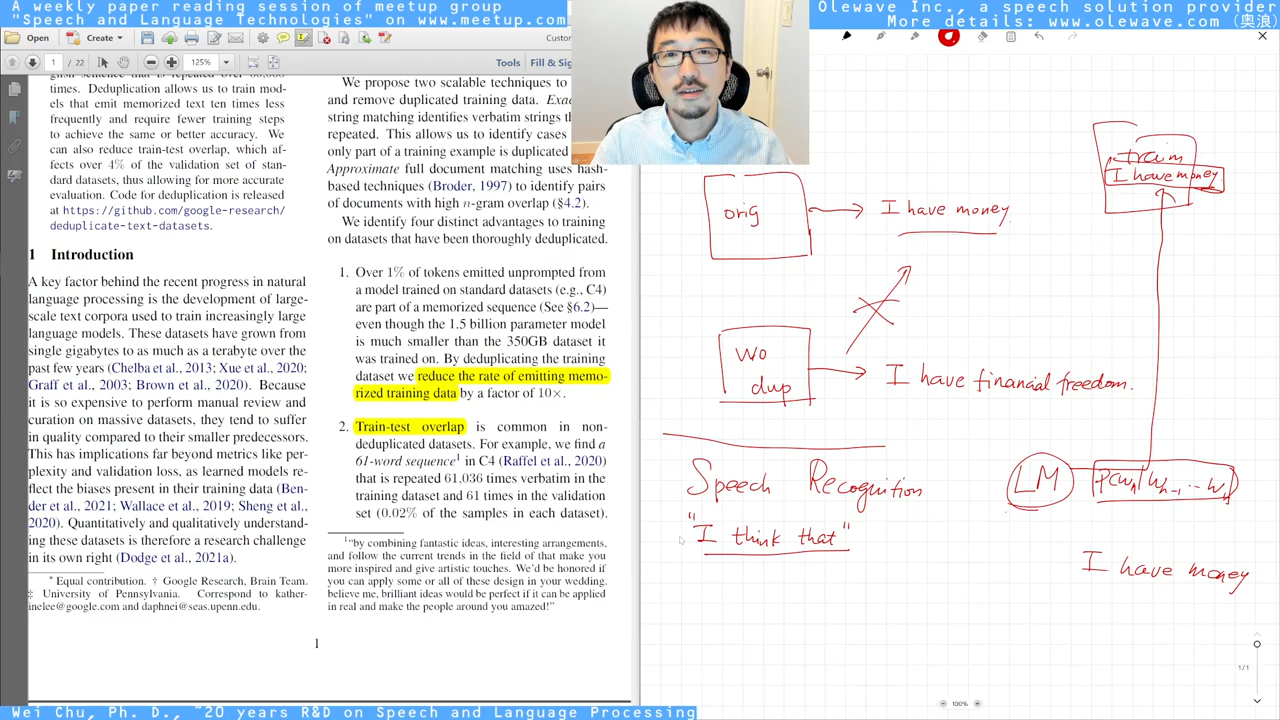 A weekly paper reading session of meetup group
"Speech and Language Technologies" on www.meetup.com
Olewave Inc., a speech solution provider
More details: www.olewave.com (奥浪)
Open
Create
Custom
1 / 22
125%
Tools
Fill & Sig
times. Deduplication allows us to train mod-
els that emit memorized text ten times less
frequently and require fewer training steps
to achieve the same or better accuracy. We
can also reduce train-test overlap, which af-
fects over 4% of the validation set of stan-
dard datasets, thus allowing for more accurate
evaluation. Code for deduplication is released
at https://github.com/google-research/
deduplicate-text-datasets.
1 Introduction
A key factor behind the recent progress in natural
language processing is the development of large-
scale text corpora used to train increasingly large
language models. These datasets have grown from
single gigabytes to as much as a terabyte over the
past few years (Chelba et al., 2013; Xue et al., 2020;
Graff et al., 2003; Brown et al., 2020). Because
it is so expensive to perform manual review and
curation on massive datasets, they tend to suffer
in quality compared to their smaller predecessors.
This has implications far beyond metrics like per-
plexity and validation loss, as learned models re-
flect the biases present in their training data (Ben-
der et al., 2021; Wallace et al., 2019; Sheng et al.,
2020). Quantitatively and qualitatively understand-
ing these datasets is therefore a research challenge
in its own right (Dodge et al., 2021a).
* Equal contribution. † Google Research, Brain Team.
‡ University of Pennsylvania. Correspond to kather-
inelee@google.com and daphnei@seas.upenn.edu.
We propose two scalable techniques to
and remove duplicated training data. Exac
string matching identifies verbatim strings th
repeated. This allows us to identify cases
only part of a training example is duplicated
Approximate full document matching uses hash-
based techniques (Broder, 1997) to identify pairs
of documents with high n-gram overlap (§4.2).
We identify four distinct advantages to training
on datasets that have been thoroughly deduplicated.
1. Over 1% of tokens emitted unprompted from
a model trained on standard datasets (e.g., C4)
are part of a memorized sequence (See §6.2)—
even though the 1.5 billion parameter model
is much smaller than the 350GB dataset it
was trained on. By deduplicating the training
dataset we reduce the rate of emitting memo-
rized training data by a factor of 10×.
2. Train-test overlap is common in non-
deduplicated datasets. For example, we find a
61-word sequence1 in C4 (Raffel et al., 2020)
that is repeated 61,036 times verbatim in the
training dataset and 61 times in the validation
set (0.02% of the samples in each dataset).
1"by combining fantastic ideas, interesting arrangements,
and follow the current trends in the field of that make you
more inspired and give artistic touches. We'd be honored if
you can apply some or all of these design in your wedding.
believe me, brilliant ideas would be perfect if it can be applied
in real and make the people around you amazed!"
1
train
I have money
orig
I have money.
wo
dup
I have financial freedom.
Speech Recognition
"I think that"
LM
I have money
1/1
100%
Wei Chu, Ph. D., ~20 years R&D on Speech and Language Processing